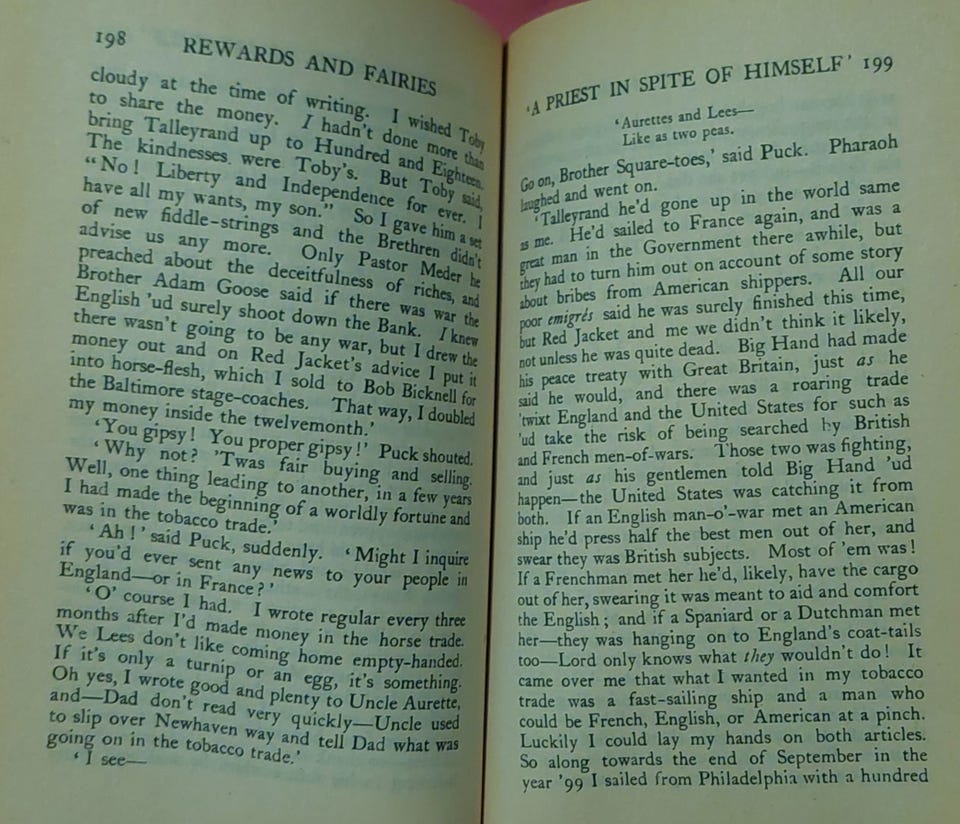 198 REWARDS AND FAIRIES
cloudy at the time of writing. I wished Toby
to share the money. I hadn't done more than
bring Talleyrand up to Hundred and Eighteen.
The kindnesses were Toby's. But Toby said,
“No! Liberty and Independence for ever. I
have all my wants, my son.” So I gave him a set
of new fiddle-strings and the Brethren didn't
advise us any more. Only Pastor Meder he
preached about the deceitfulness of riches, and
Brother Adam Goose said if there was war the
English 'ud surely shoot down the Bank. I knew
there wasn't going to be any war, but I drew the
money out and on Red Jacket's advice I put it
into horse-flesh, which I sold to Bob Bicknell for
the Baltimore stage-coaches. That way, I doubled
my money inside the twelvemonth.'
‘You gipsy! You proper gipsy!’ Puck shouted.
‘Why not? 'Twas fair buying and selling.
Well, one thing leading to another, in a few years
I had made the beginning of a worldly fortune and
was in the tobacco trade.’
‘Ah!’ said Puck, suddenly. ‘Might I inquire
if you'd ever sent any news to your people in
England—or in France?’
‘O' course I had. I wrote regular every three
months after I'd made money in the horse trade.
We Lees don't like coming home empty-handed.
If it's only a turnip or an egg, it's something.
Oh yes, I wrote good and plenty to Uncle Aurette,
and—Dad don't read very quickly—Uncle used
to slip over Newhaven way and tell Dad what was
going on in the tobacco trade.’
‘I see—
‘A PRIEST IN SPITE OF HIMSELF’ 199
‘Aurettes and Lees—
Like as two peas.
Go on, Brother Square-toes,’ said Puck. Pharaoh
laughed and went on.
‘Talleyrand he'd gone up in the world same
as me. He'd sailed to France again, and was a
great man in the Government there awhile, but
they had to turn him out on account of some story
about bribes from American shippers. All our
poor emigrés said he was surely finished this time,
but Red Jacket and me we didn't think it likely,
not unless he was quite dead. Big Hand had made
his peace treaty with Great Britain, just as he
said he would, and there was a roaring trade
'twixt England and the United States for such as
'ud take the risk of being searched by British
and French men-of-wars. Those two was fighting,
and just as his gentlemen told Big Hand 'ud
happen—the United States was catching it from
both. If an English man-o'-war met an American
ship he'd press half the best men out of her, and
swear they was British subjects. Most of 'em was!
If a Frenchman met her he'd, likely, have the cargo
out of her, swearing it was meant to aid and comfort
the English; and if a Spaniard or a Dutchman met
her—they was hanging on to England's coat-tails
too—Lord only knows what they wouldn't do! It
came over me that what I wanted in my tobacco
trade was a fast-sailing ship and a man who
could be French, English, or American at a pinch.
Luckily I could lay my hands on both articles.
So along towards the end of September in the
year '99 I sailed from Philadelphia with a hundred